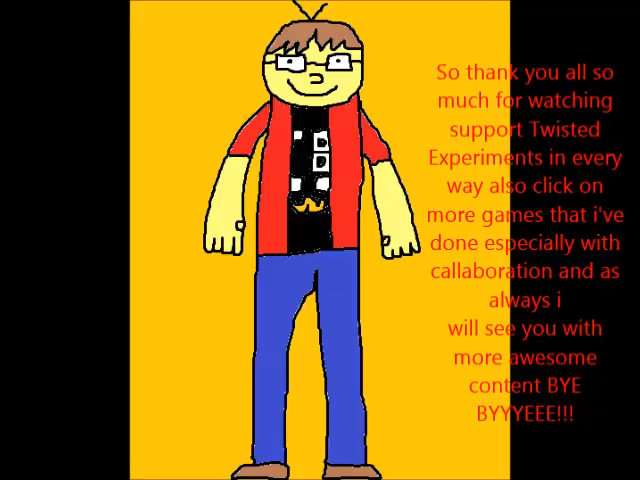 So thank you all so
much for watching
support Twisted
Experiments in every
way also click on
more games that i've
done especially with
callaboration and as
always i
will see you with
more awesome
content BYE
BYYYEEE!!!